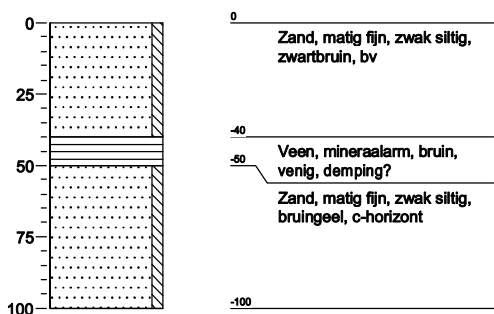 0
25
50
75
100
0
Zand, matig fijn, zwak siltig,
zwartbruin, bv
-40
Veen, mineraalarm, bruin,
venig, demping?
-50
Zand, matig fijn, zwak siltig,
bruingeel, c-horizont
-100